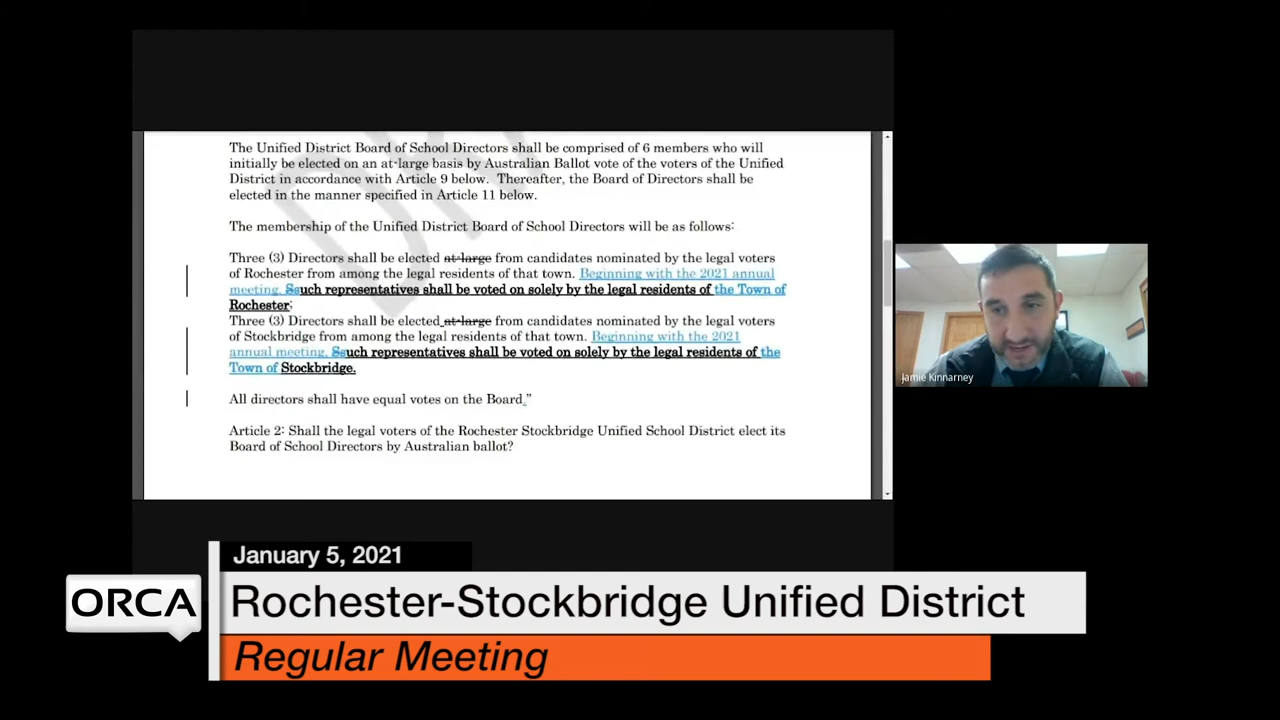 The Unified District Board of School Directors shall be comprised of 6 members who will
initially be elected on an at-large basis by Australian Ballot vote of the voters of the Unified
District in accordance with Article 9 below. Thereafter, the Board of Directors shall be
elected in the manner specified in Article 11 below.
The membership of the Unified District Board of School Directors will be as follows:
Three (3) Directors shall be elected at-large from candidates nominated by the legal voters
of Rochester from among the legal residents of that town. Beginning with the 2021 annual
meeting, Ssuch representatives shall be voted on solely by the legal residents of the Town of
Rochester;
Three (3) Directors shall be elected at-large from candidates nominated by the legal voters
of Stockbridge from among the legal residents of that town. Beginning with the 2021
annual meeting, Ssuch representatives shall be voted on solely by the legal residents of the
Town of Stockbridge.
All directors shall have equal votes on the Board."
Article 2: Shall the legal voters of the Rochester Stockbridge Unified School District elect its
Board of School Directors by Australian ballot?
Jamie Kinnarney
January 5, 2021
ORCA
Rochester-Stockbridge Unified District
Regular Meeting